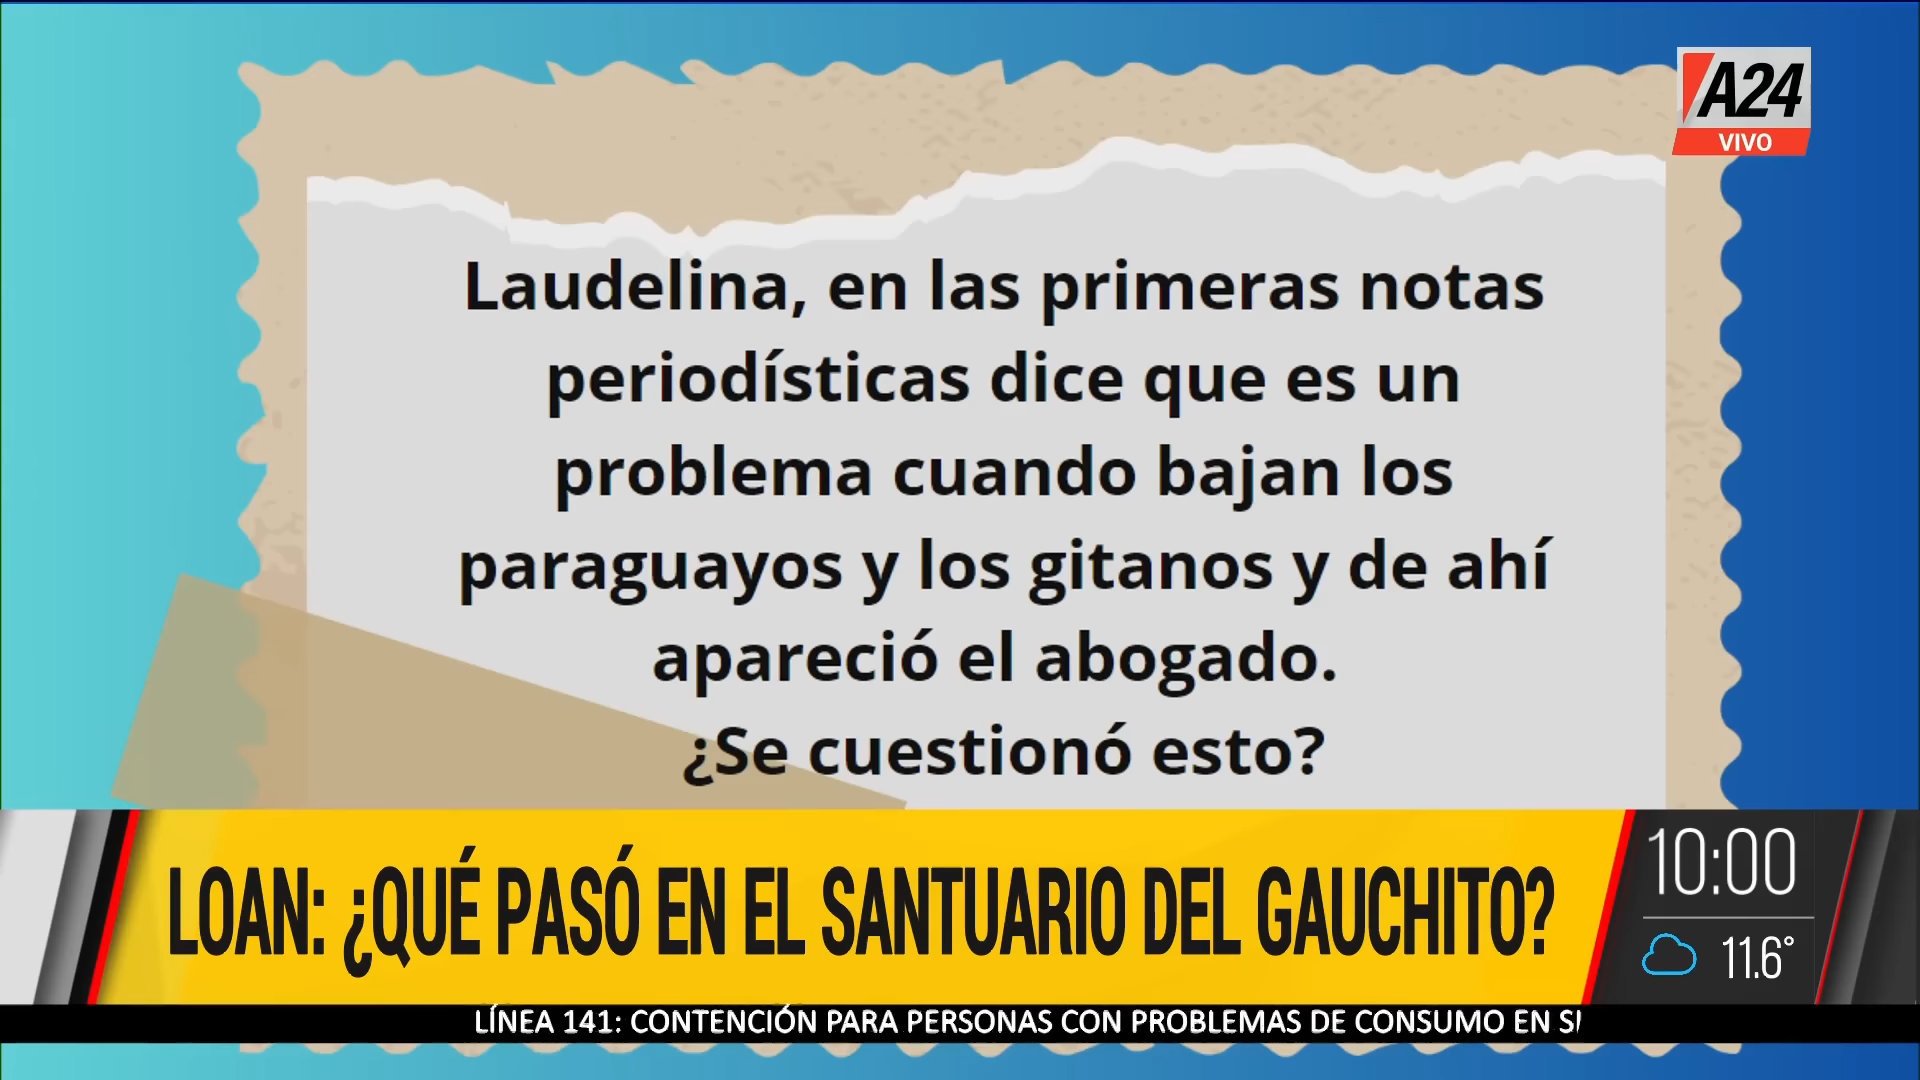 A24
VIVO
Laudelina, en las primeras notas
periodísticas dice que es un
problema cuando bajan los
paraguayos y los gitanos y de ahí
apareció el abogado.
¿Se cuestionó esto?
LOAN: ¿QUÉ PASÓ EN EL SANTUARIO DEL GAUCHITO?
10:00
11.6°
LÍNEA 141: CONTENCIÓN PARA PERSONAS CON PROBLEMAS DE CONSUMO EN